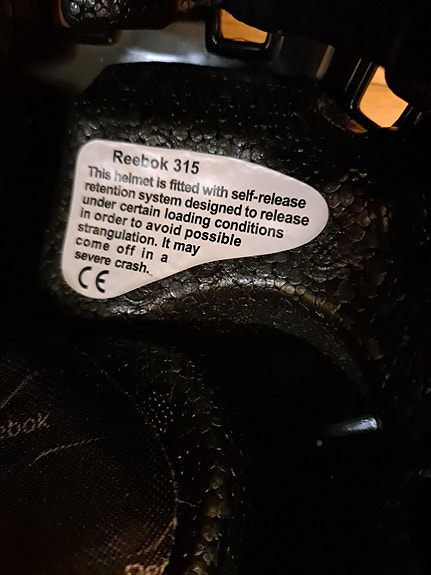 Reebok 315
This helmet is fitted with self-release
retention system designed to release
under certain loading conditions
in order to avoid possible
strangulation. It may
come off in a
severe crash.
CE
ebok